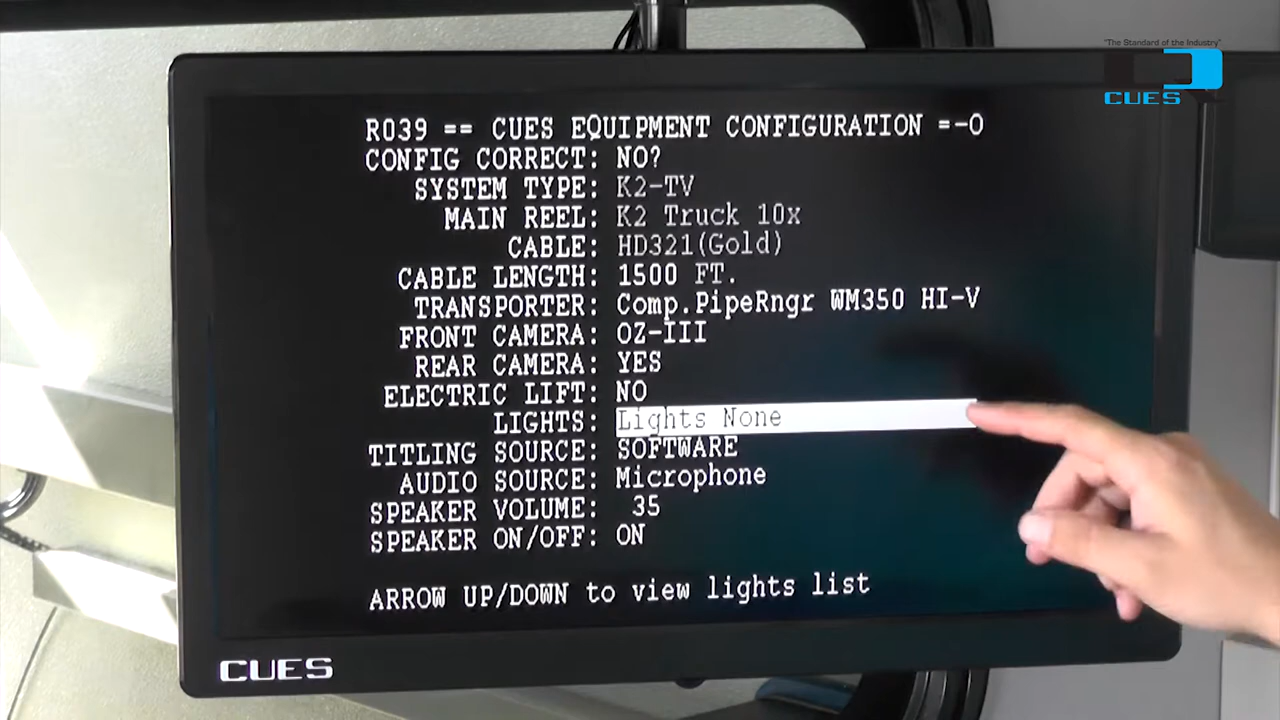 "The Standard of the Industry"
CUES
R039 == CUES EQUIPMENT CONFIGURATION =-0
CONFIG CORRECT: NO?
SYSTEM TYPE: K2-TV
MAIN REEL: K2 Truck 10x
CABLE: HD321(Gold)
CABLE LENGTH: 1500 FT.
TRANSPORTER: Comp.PipeRngr WM350 HI-V
FRONT CAMERA: OZ-III
REAR CAMERA: YES
ELECTRIC LIFT: NO
LIGHTS: Lights None
TITLING SOURCE: SOFTWARE
AUDIO SOURCE: Microphone
SPEAKER VOLUME: 35
SPEAKER ON/OFF: ON
ARROW UP/DOWN to view lights list
CUES